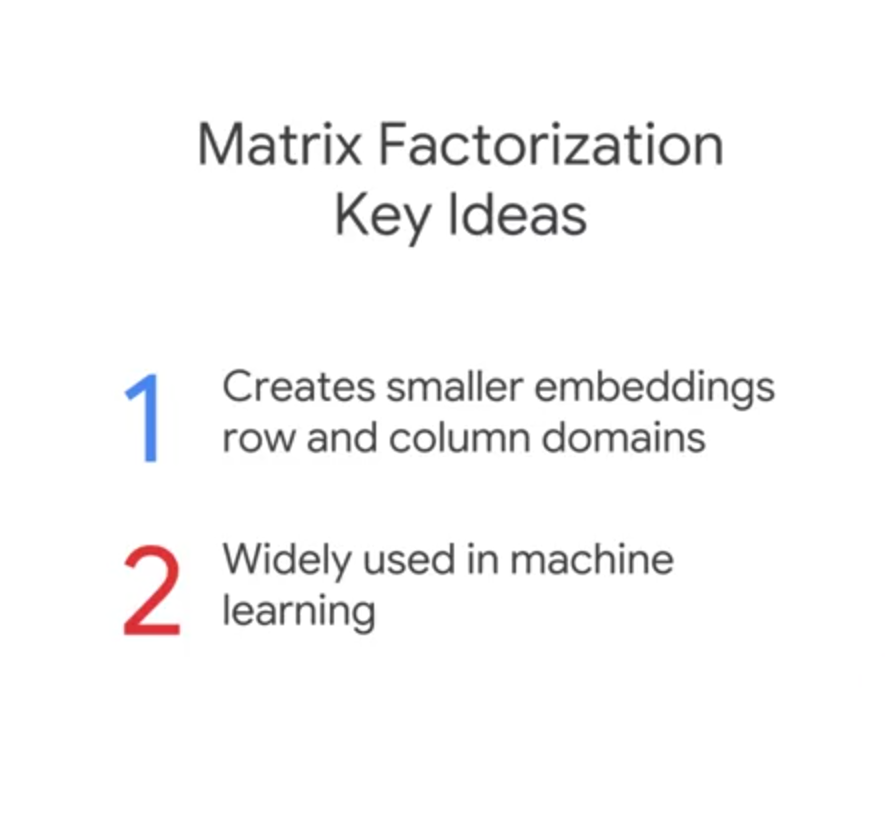 Matrix Factorization
Key Ideas
1 Creates smaller embeddings
row and column domains
2 Widely used in machine
learning